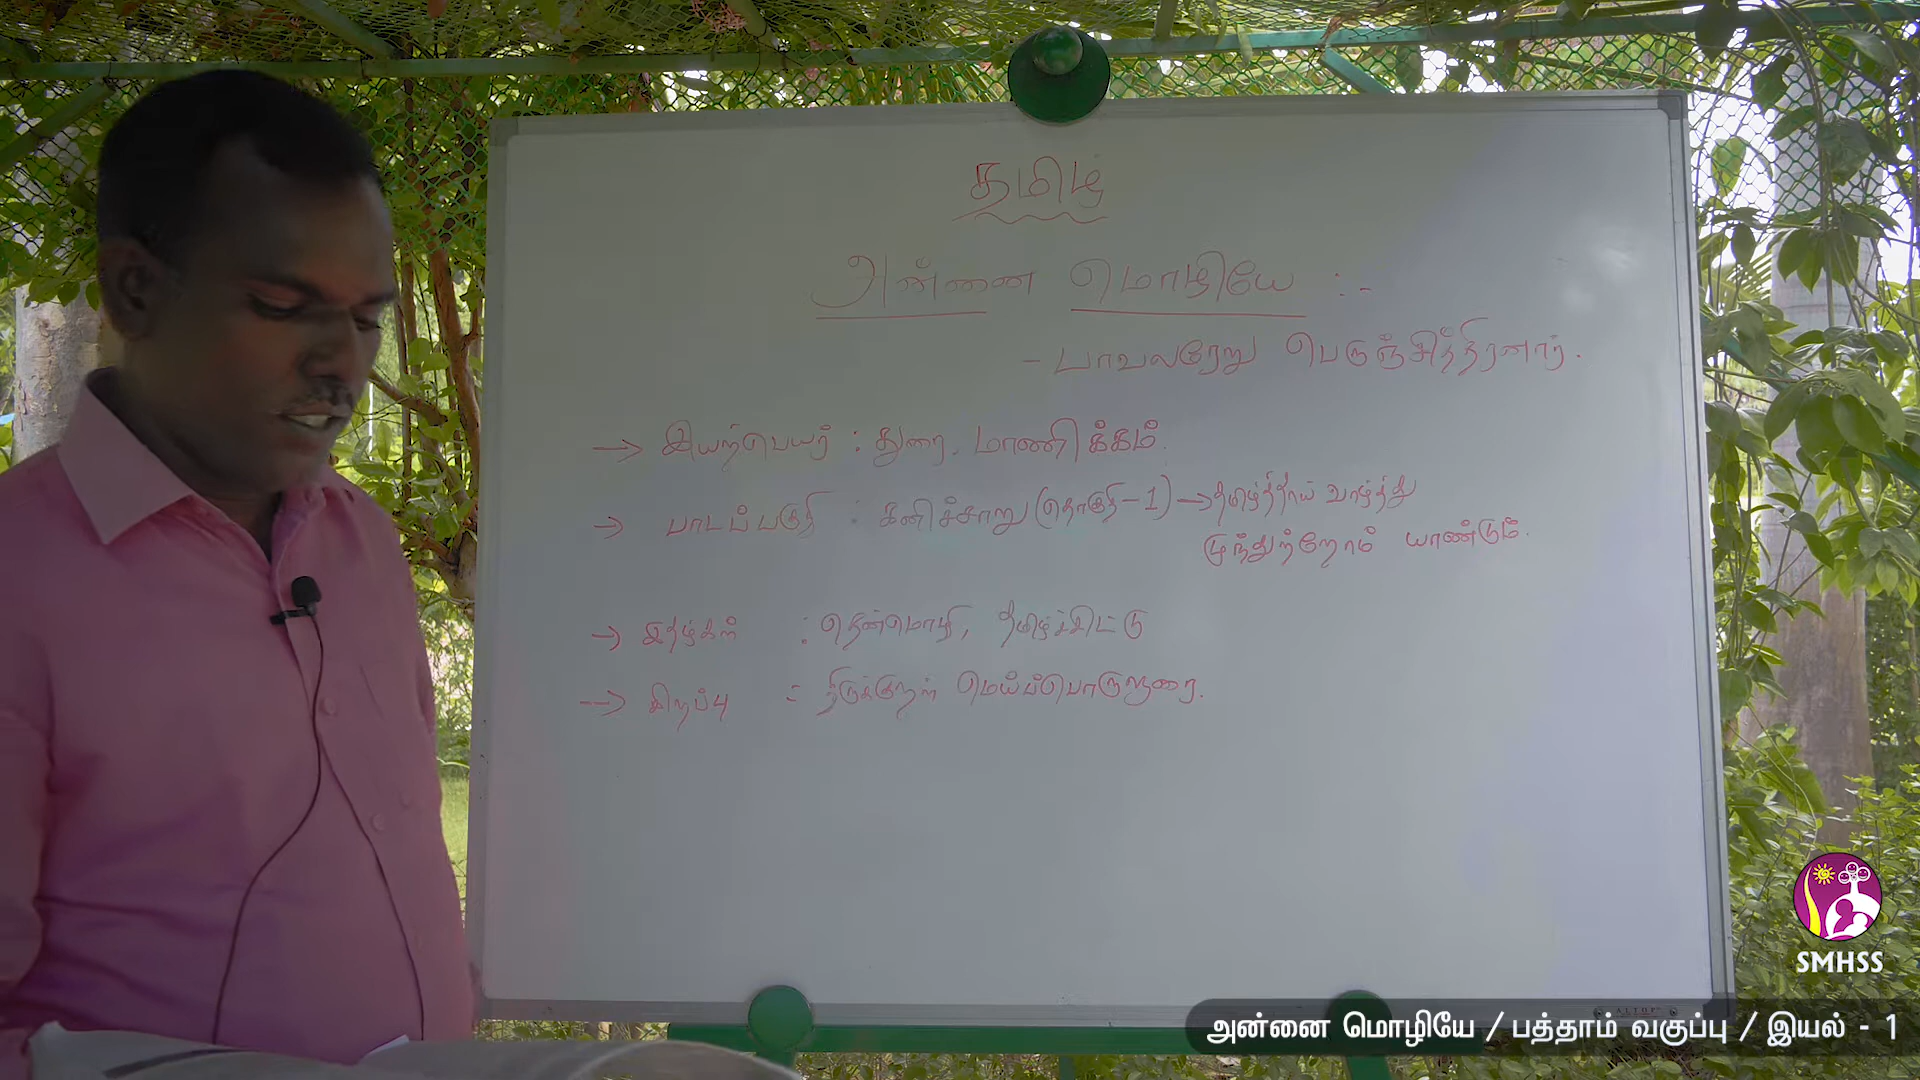 தமிழ்
அன்னை மொழியே :-
- பாவலரேறு பெருஞ்சித்திரனார்.
→ இயற்பெயர் : துரை. மாணிக்கம்.
→ பாடப்பகுதி : கனிச்சாறு (தொகுதி - 1) → தமிழ்த்தாய் வாழ்த்து
முந்துற்றோம் யாண்டும்.
→ இதழ்கள் : தென்மொழி, தமிழ்ச்சிட்டு
→ சிறப்பு : திருக்குறள் மெய்ப்பொருளுரை.
SMHSS
அன்னை மொழியே / பத்தாம் வகுப்பு / இயல் - 1